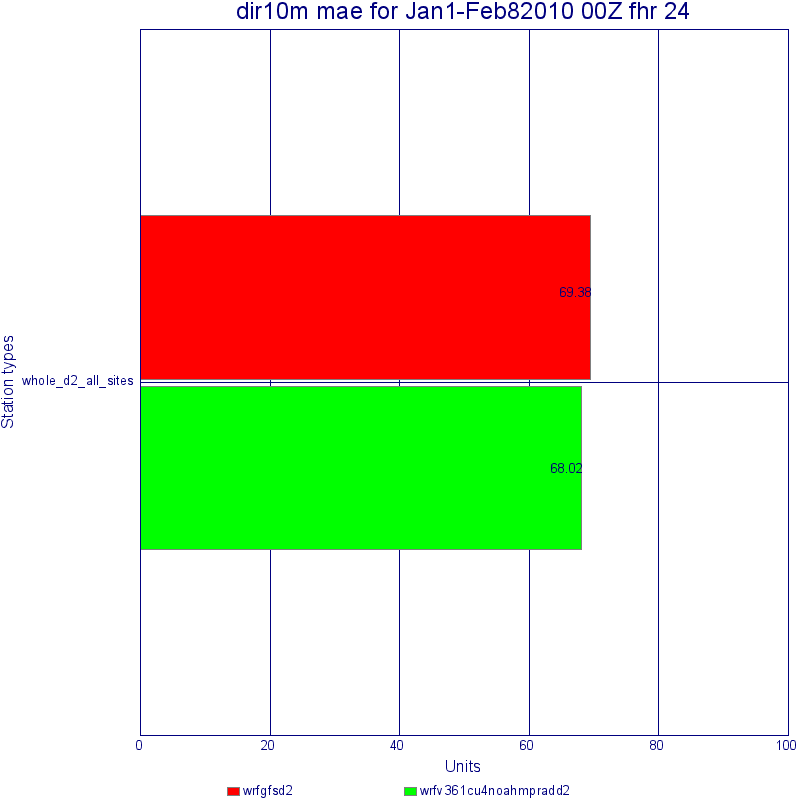 dir10m mae for Jan1-Feb82010 00Z fhr 24
69.38
Station types
whole_d2_all_sites
68.02
0 20 40 60 80 100
Units
wrfgfsd2 wrfv361cu4noahmpradd2